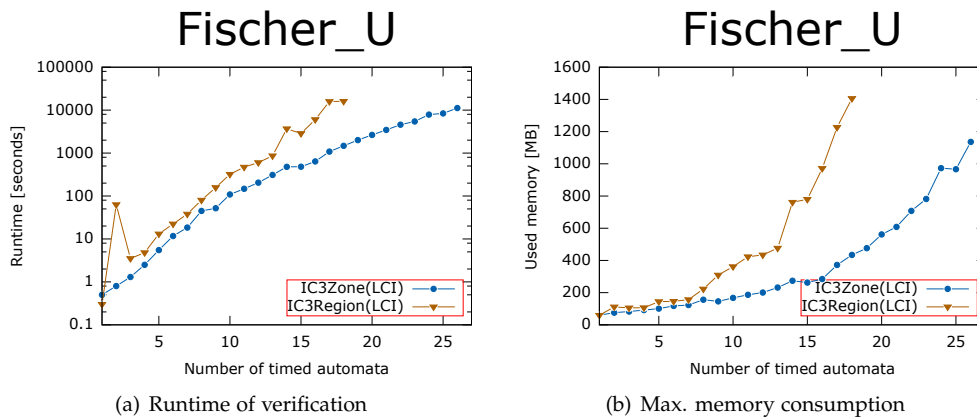 Fischer_U
100000
10000
1000
100
10
1
0.1
Runtime [seconds]
IC3Zone(LCI)
IC3Region(LCI)
5
10
15
20
25
Number of timed automata
(a) Runtime of verification
Fischer_U
1600
1400
1200
1000
800
600
400
200
0
Used memory [MB]
IC3Zone(LCI)
IC3Region(LCI)
5
10
15
20
25
Number of timed automata
(b) Max. memory consumption